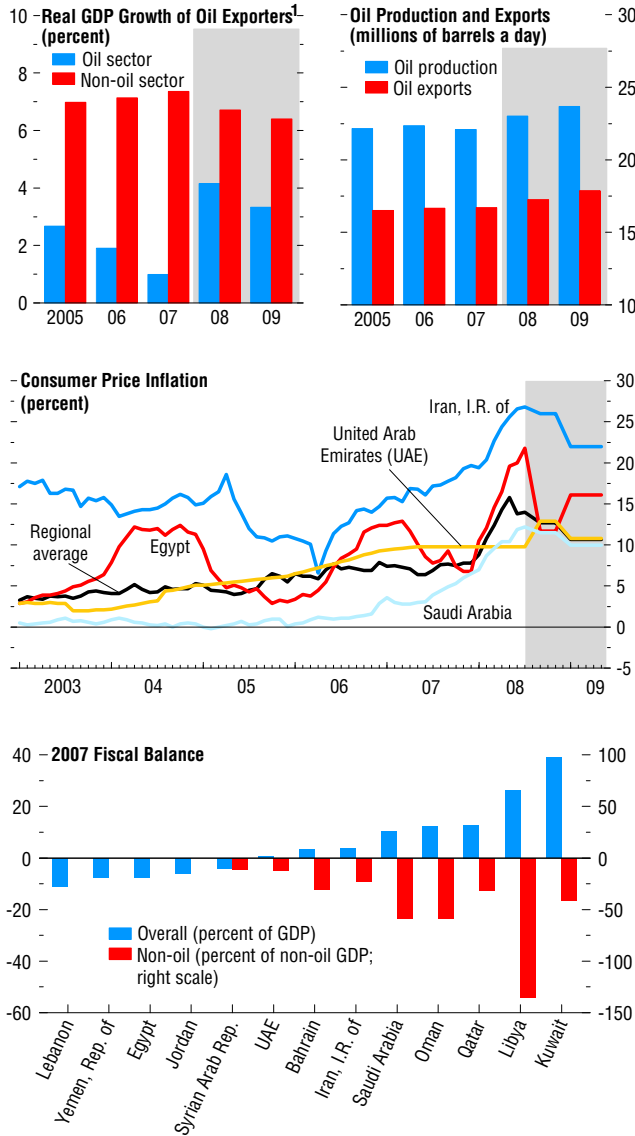 Real GDP Growth of Oil Exporters1
(percent)
Oil sector
Non-oil sector
10
8
6
4
2
0
2005 06 07 08 09
Oil Production and Exports
(millions of barrels a day)
Oil production
Oil exports
30
25
20
15
10
2005 06 07 08 09
Consumer Price Inflation
(percent)
Iran, I.R. of
United Arab
Emirates (UAE)
Regional
average
Egypt
Saudi Arabia
30
25
20
15
10
5
0
-5
2003 04 05 06 07 08 09
2007 Fiscal Balance
40
20
0
-20
-40
-60
100
50
0
-50
-100
-150
Overall (percent of GDP)
Non-oil (percent of non-oil GDP;
right scale)
Lebanon
Yemen, Rep. of
Egypt
Jordan
Syrian Arab Rep.
UAE
Bahrain
Iran, I.R. of
Saudi Arabia
Oman
Qatar
Libya
Kuwait